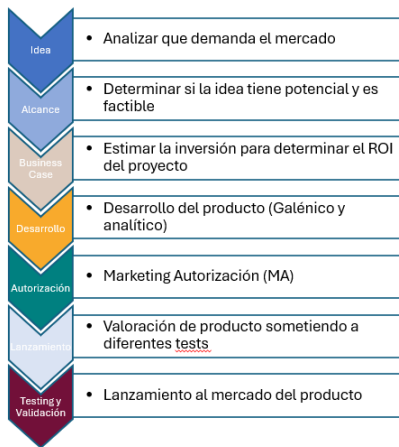 Idea
• Analizar que demanda el mercado
Alcance
• Determinar si la idea tiene potencial y es
factible
Business
Case
• Estimar la inversión para determinar el ROI
del proyecto
Desarrollo
• Desarrollo del producto (Galénico y
analítico)
Autorización
• Marketing Autorización (MA)
Lanzamiento
• Valoración de producto sometiendo a
diferentes tests
Testing y
Validación
• Lanzamiento al mercado del producto